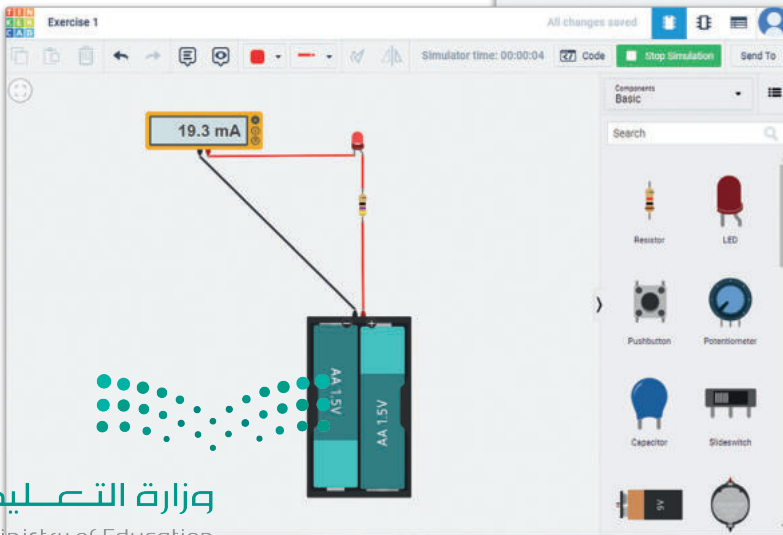 TIN
KER
CAD
Exercise 1
All changes saved
Simulator time: 00:00:04
Code
Stop Simulation
Send To
Components
Basic
Search
19.3 mA
Resistor
LED
Pushbutton
Potentiometer
Capacitor
Slideswitch
AA 1.5V
AA 1.5V
9V
وزارة
Ministry of Education